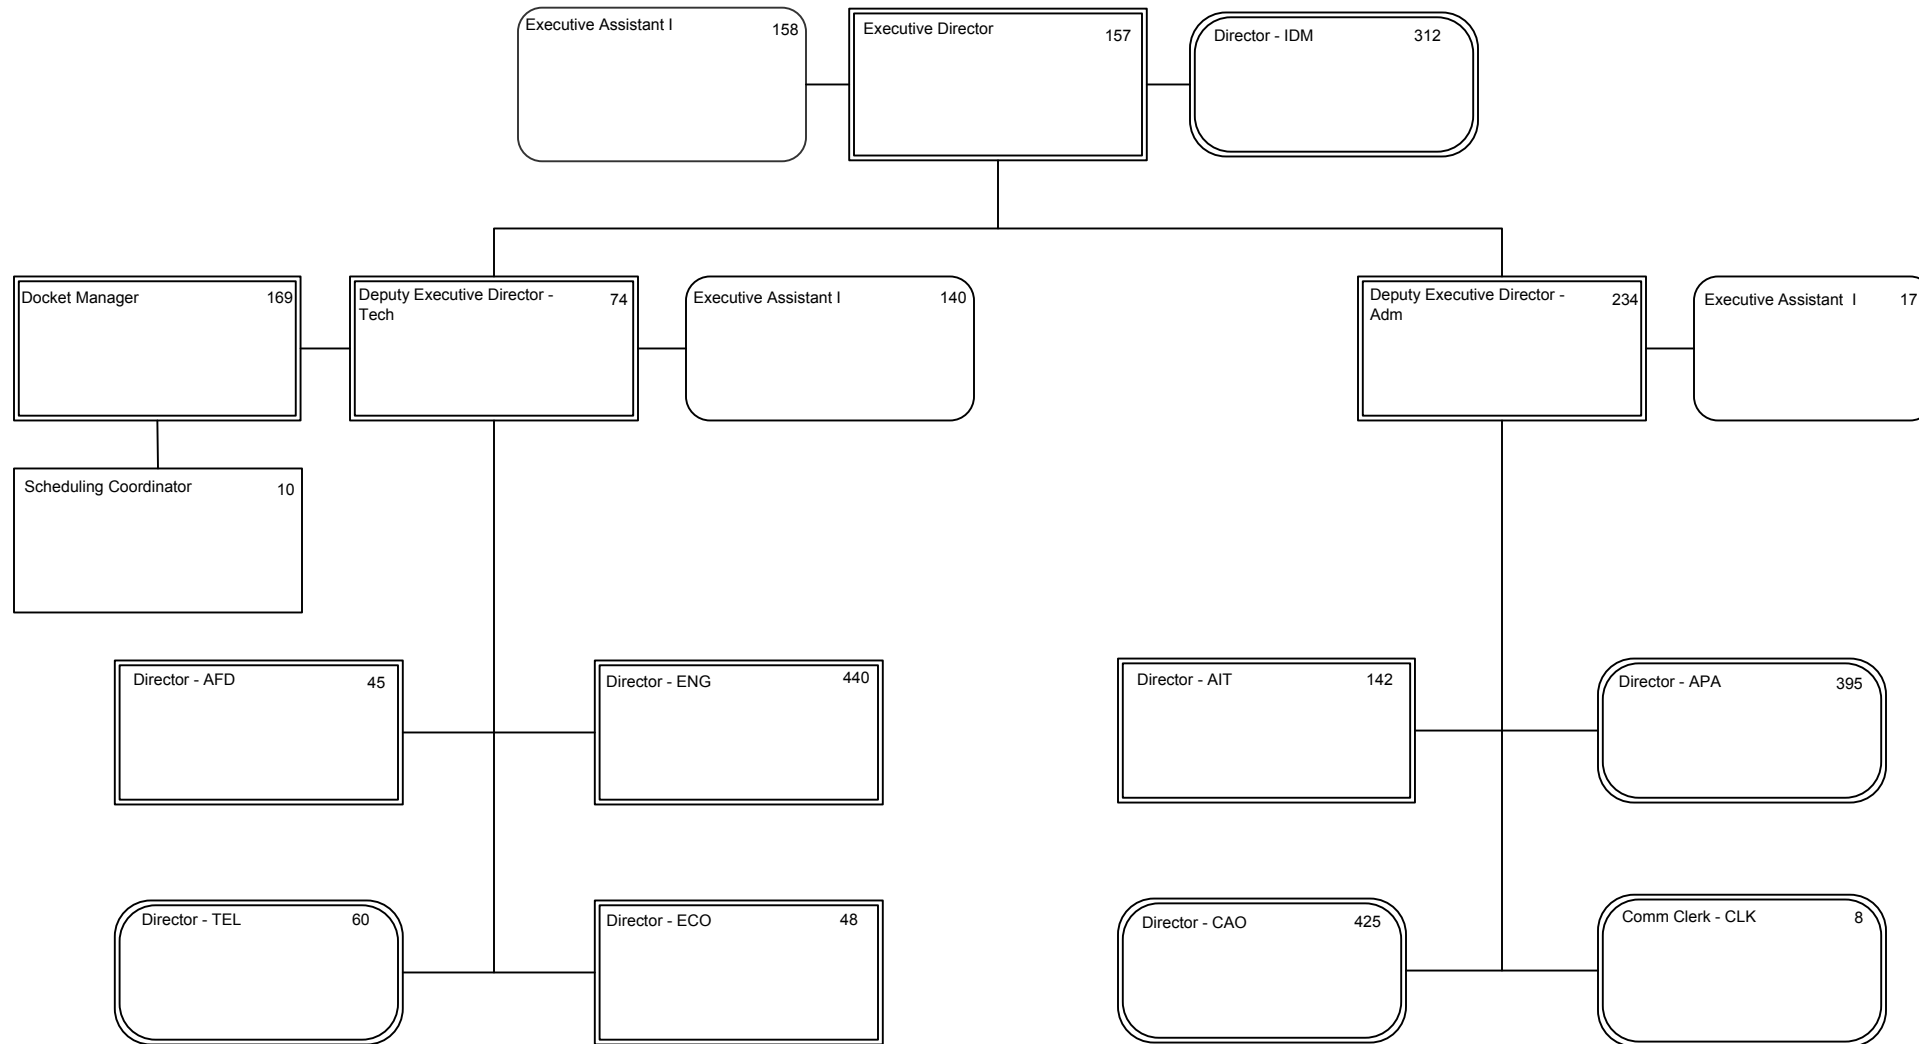 Executive Assistant I 158
Executive Director 157
Director - IDM 312
Docket Manager 169
Deputy Executive Director - 74
Tech
Executive Assistant I 140
Deputy Executive Director - 234
Adm
Executive Assistant I 17
Scheduling Coordinator 10
Director - AFD 45
Director - ENG 440
Director - AIT 142
Director - APA 395
Director - TEL 60
Director - ECO 48
Director - CAO 425
Comm Clerk - CLK 8